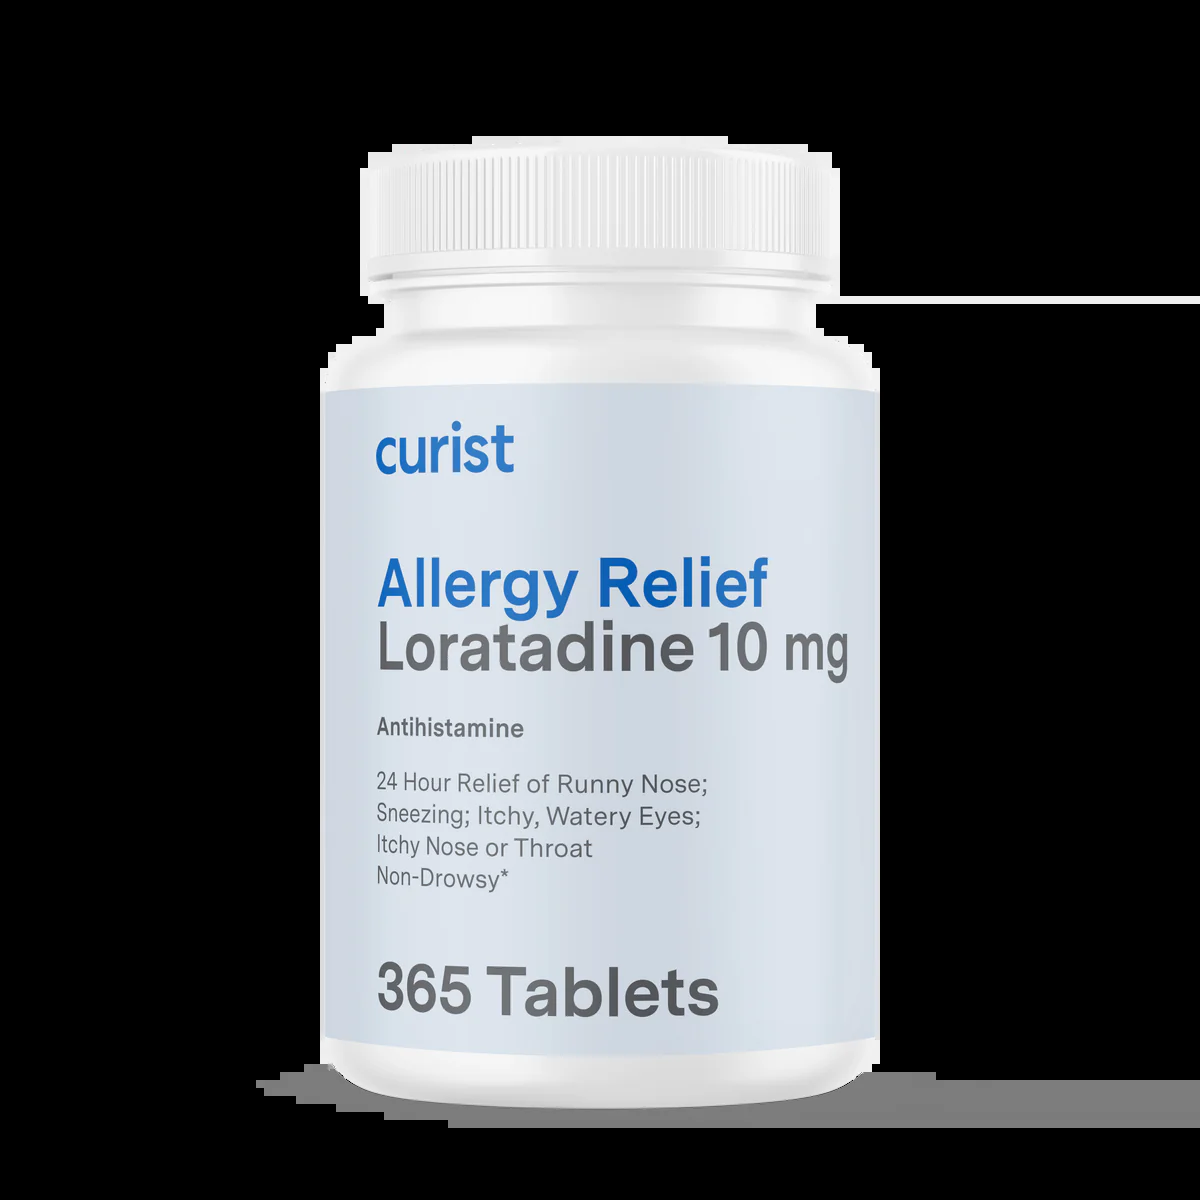 curist
Allergy Relief
Loratadine 10 mg
Antihistamine
24 Hour Relief of Runny Nose;
Sneezing; Itchy, Watery Eyes;
Itchy Nose or Throat
Non-Drowsy*
365 Tablets